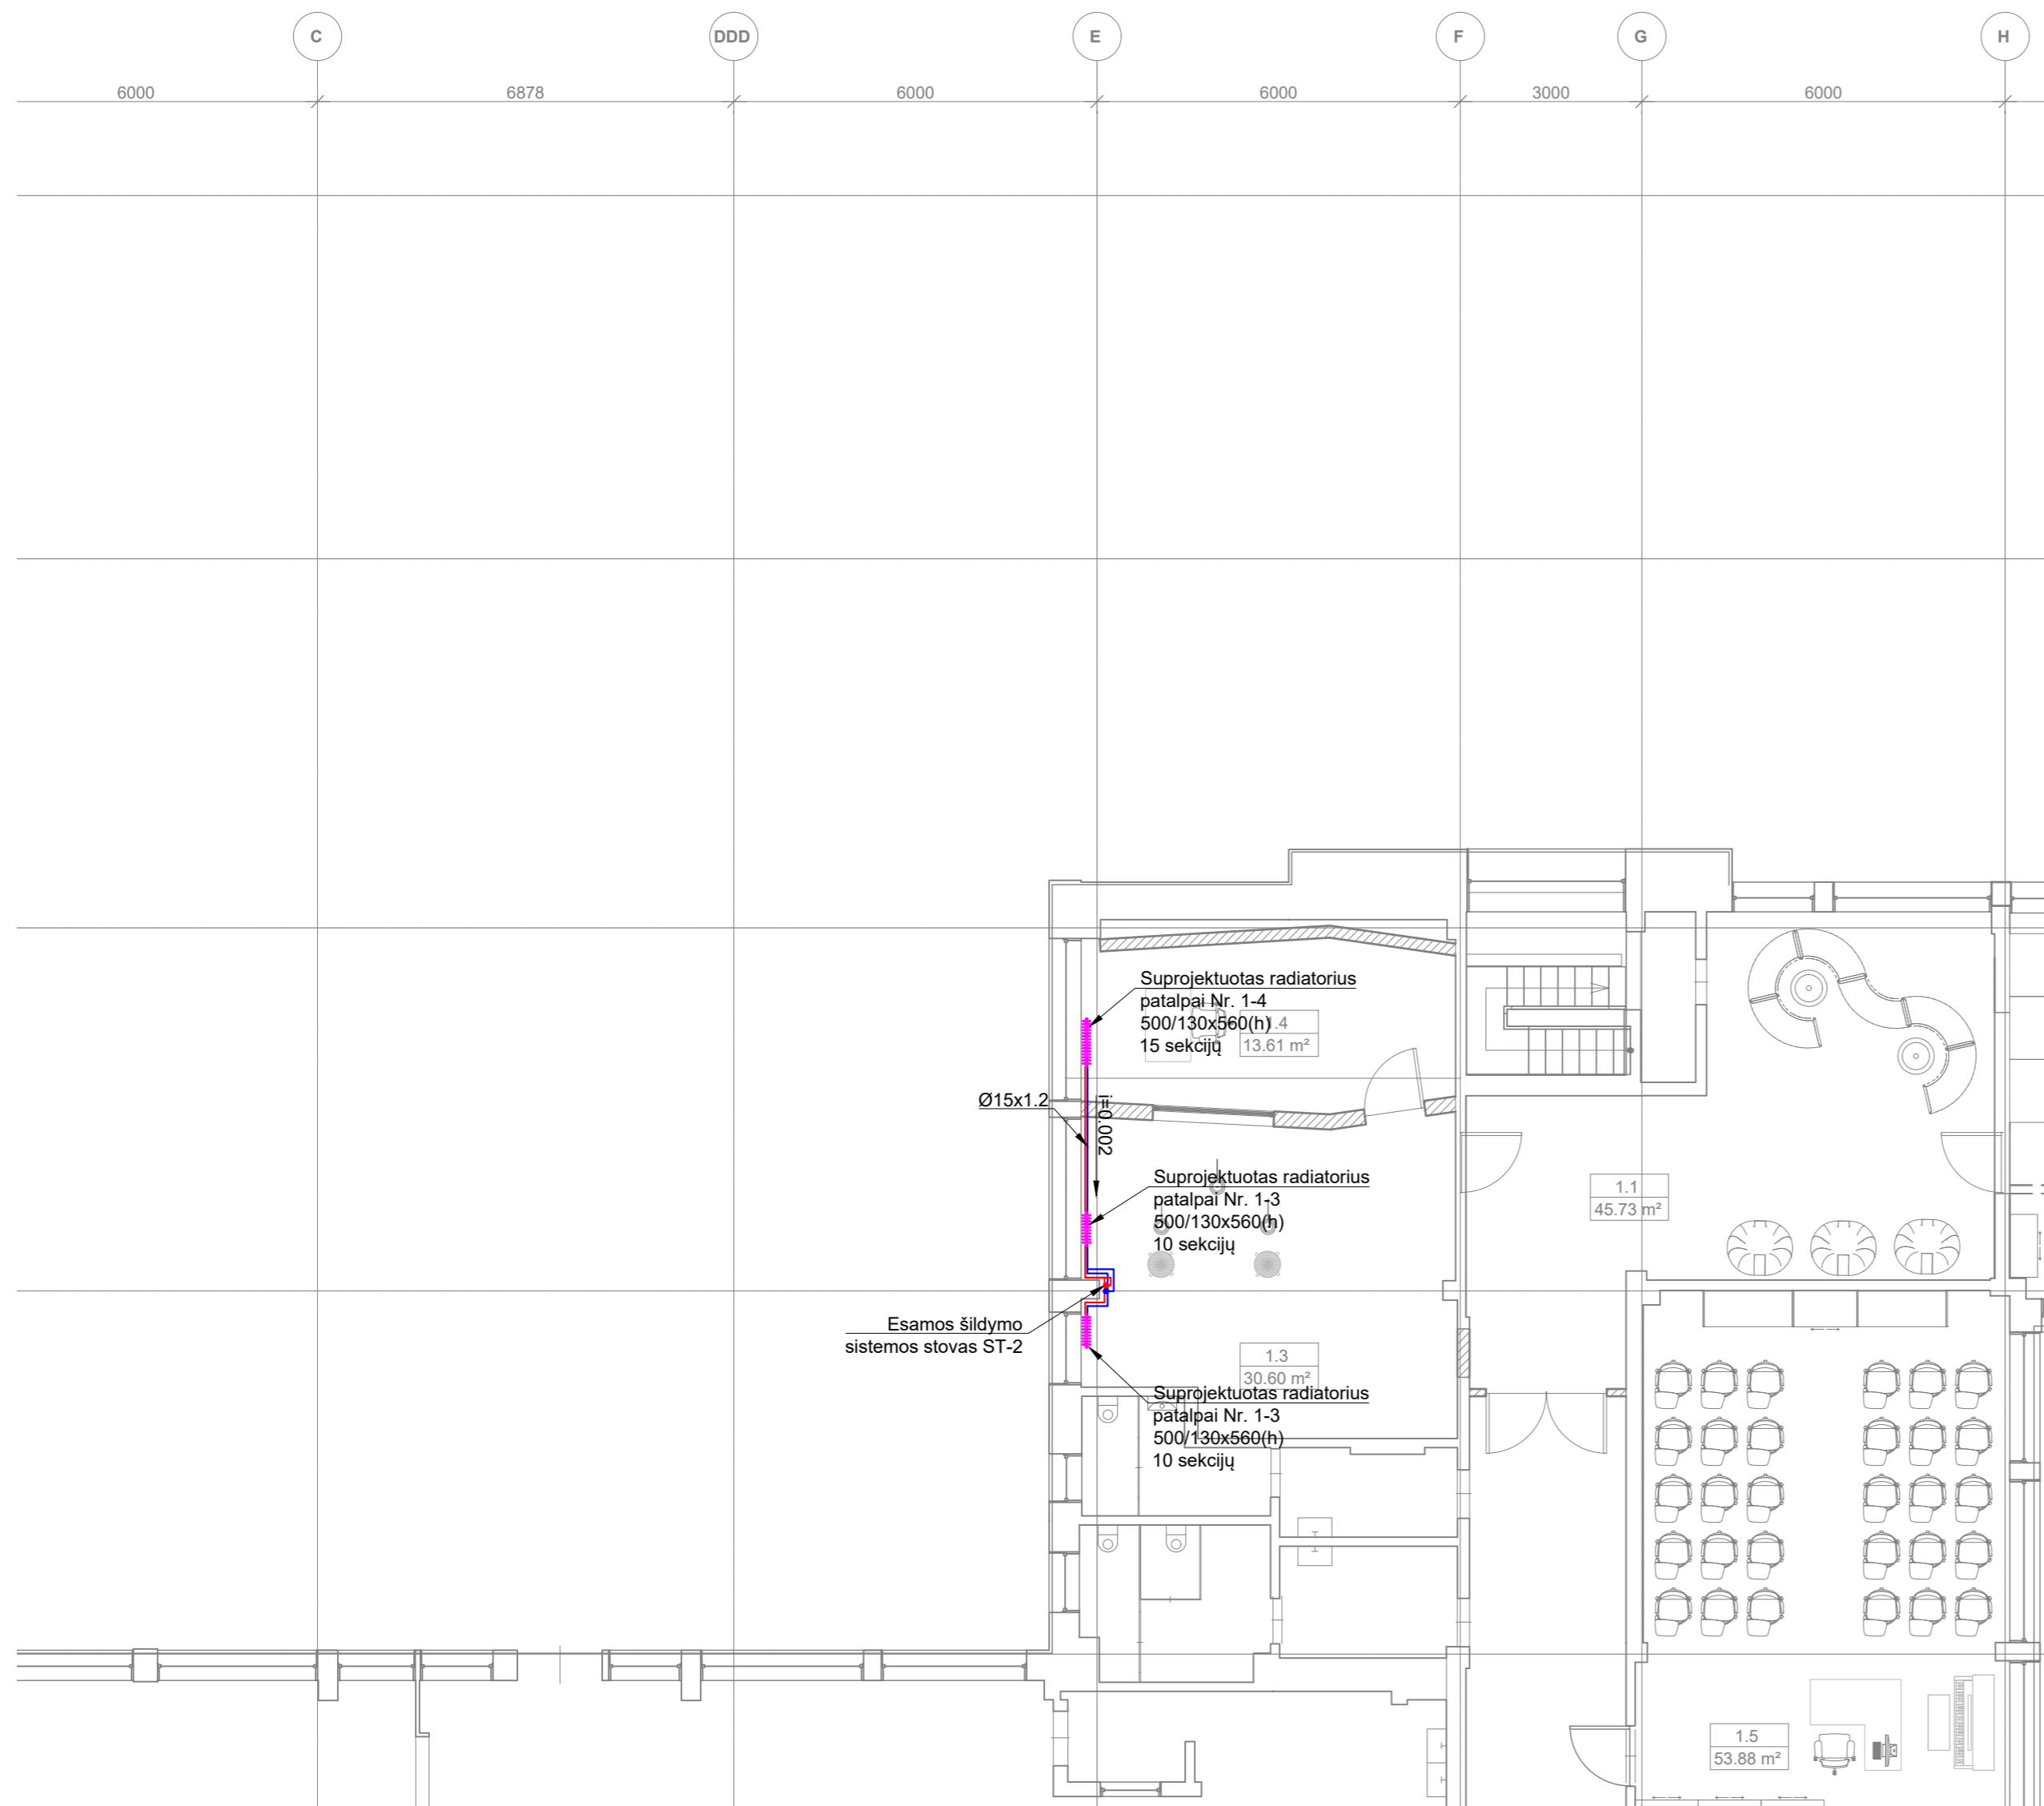 C
DDD
E
F
G
H
6000
6878
6000
6000
3000
6000
Suprojektuotas radiatorius
patalpai Nr. 1-4
500/130x560(h)
15 sekcijų
1.4
13.61 m²
Ø15x1.2
i=0.002
Suprojektuotas radiatorius
patalpai Nr. 1-3
500/130x560(h)
10 sekcijų
1.1
45.73 m²
Esamos šildymo
sistemos stovas ST-2
1.3
30.60 m²
Suprojektuotas radiatorius
patalpai Nr. 1-3
500/130x560(h)
10 sekcijų
1.5
53.88 m²